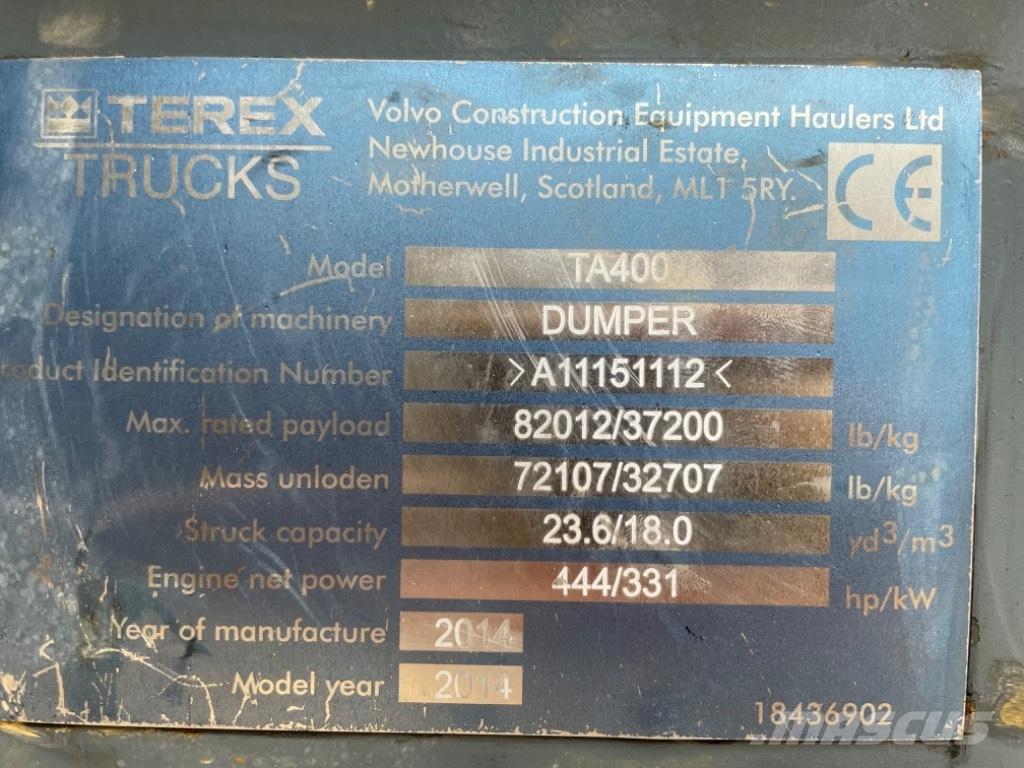 TEREX
TRUCKS
Volvo Construction Equipment Haulers Ltd
Newhouse Industrial Estate,
Motherwell, Scotland, ML1 5RY.
CE
Model TA400
Designation of machinery DUMPER
roduct Identification Number >A11151112<
Max. rated payload 82012/37200 lb/kg
Mass unloden 72107/32707 lb/kg
Struck capacity 23.6/18.0 yd³/m³
Engine net power 444/331 hp/kW
Year of manufacture 2014
Model year 2014
18436902
MASCUS